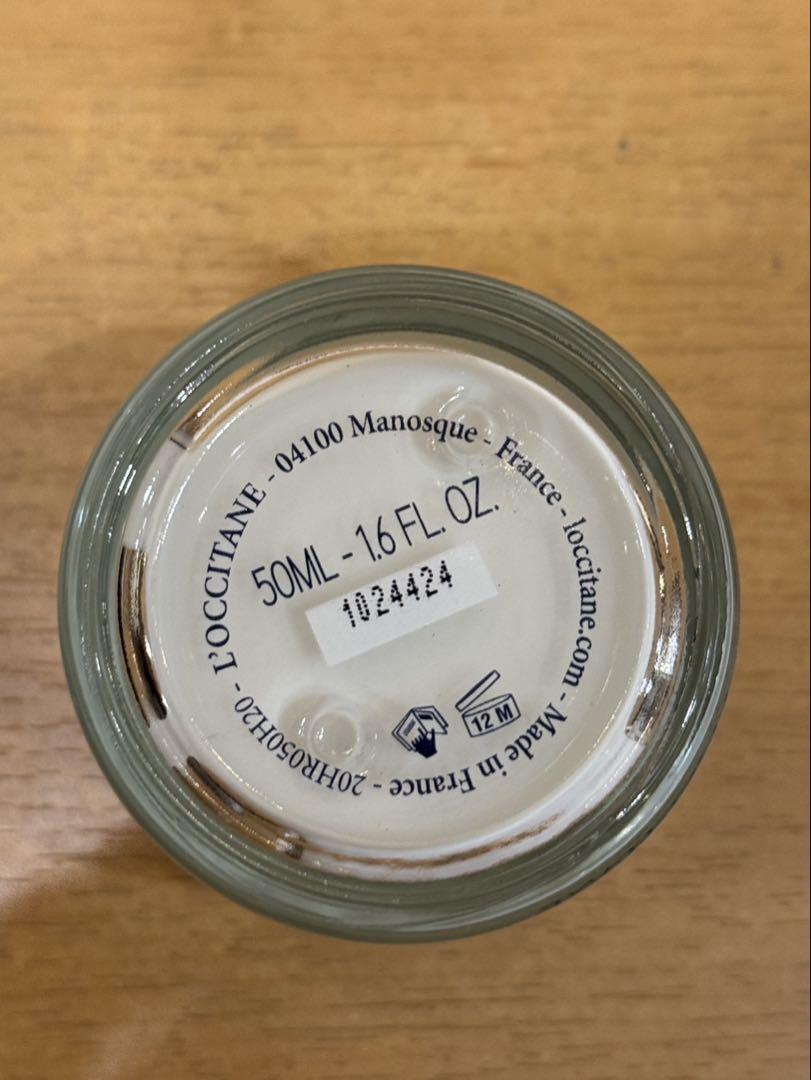 L'OCCITANE - 04100 Manosque - France - loccitane.com - Made in France - 20HR050H20 -
50ML - 1.6 FL. OZ.
1024424
12 M